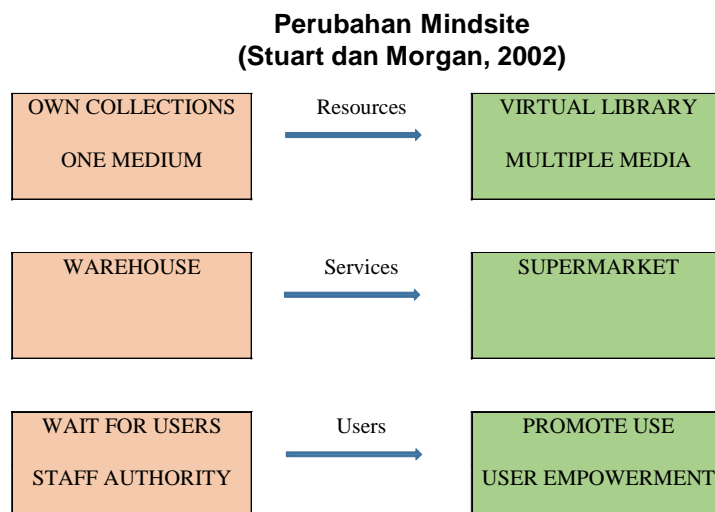 Perubahan Mindsite
(Stuart dan Morgan, 2002)
OWN COLLECTIONS
ONE MEDIUM
Resources
VIRTUAL LIBRARY
MULTIPLE MEDIA
WAREHOUSE
Services
SUPERMARKET
WAIT FOR USERS
STAFF AUTHORITY
Users
PROMOTE USE
USER EMPOWERMENT